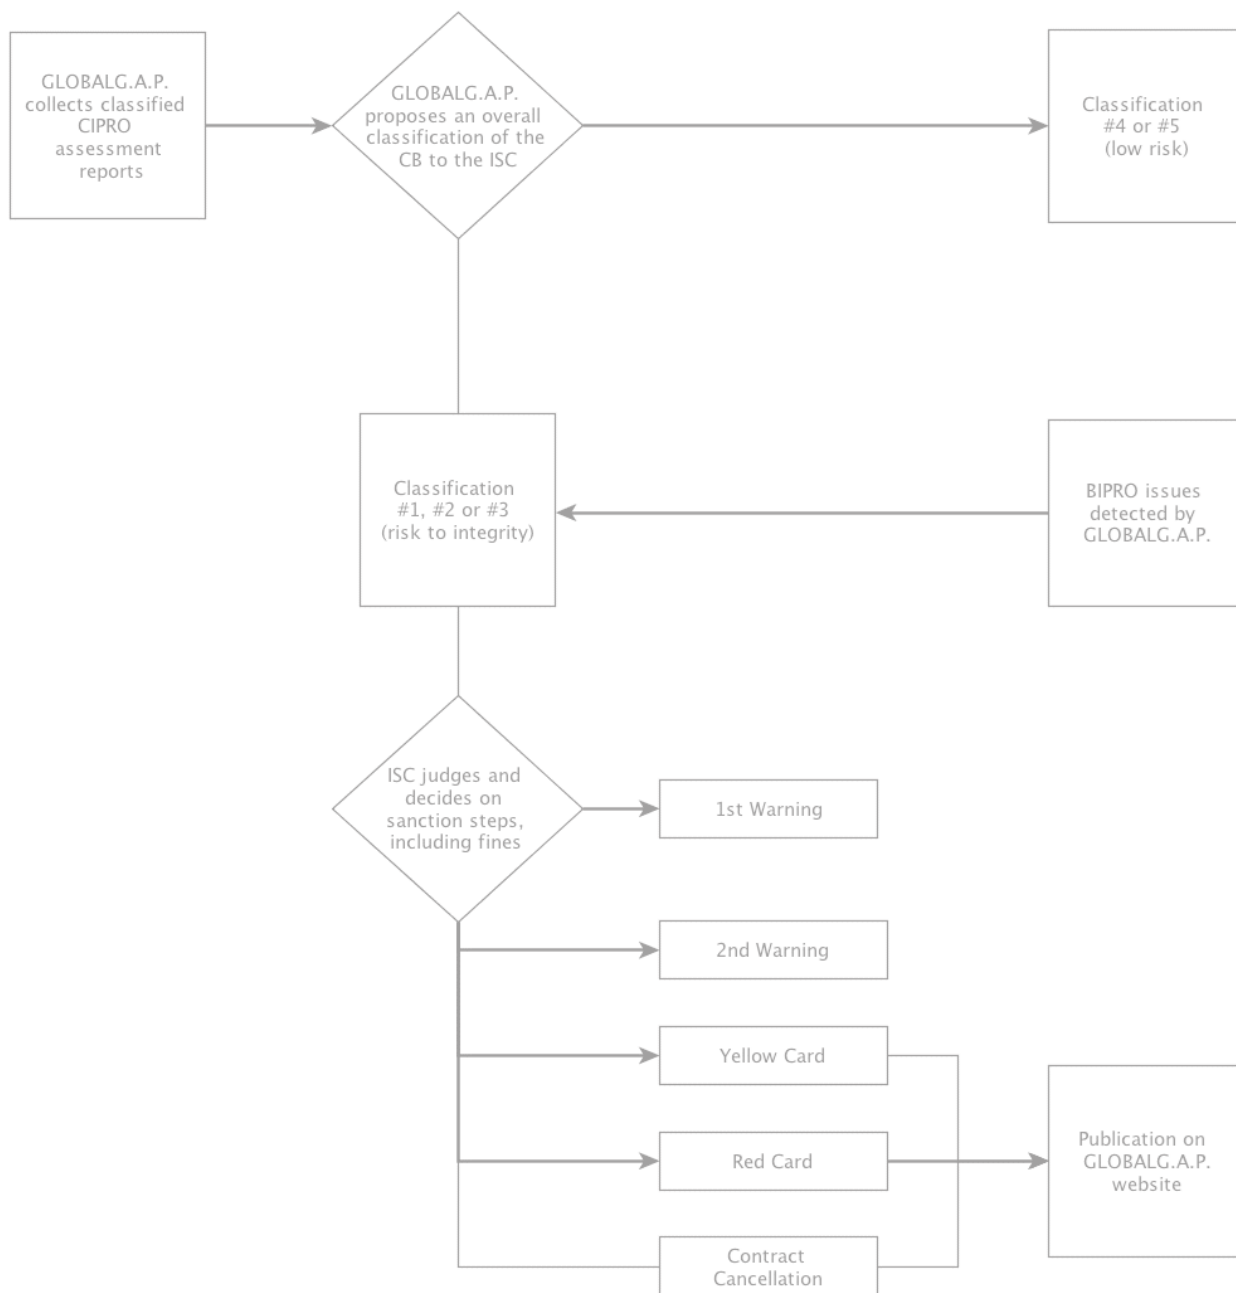 GLOBALG.A.P.
collects classified
CIPRO
assessment
reports
GLOBALG.A.P.
proposes an overall
classification of the
CB to the ISC
Classification
#4 or #5
(low risk)
Classification
#1, #2 or #3
(risk to integrity)
BIPRO issues
detected by
GLOBALG.A.P.
ISC judges and
decides on
sanction steps,
including fines
1st Warning
2nd Warning
Yellow Card
Red Card
Publication on
GLOBALG.A.P.
website
Contract
Cancellation